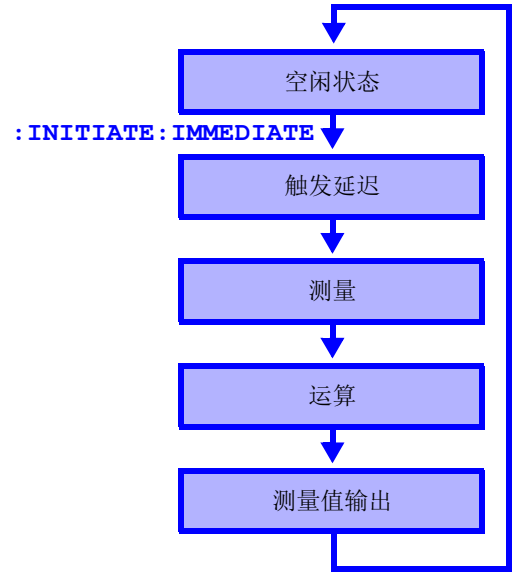 空闲状态
:INITIATE:IMMEDIATE
触发延迟
测量
运算
测量值输出